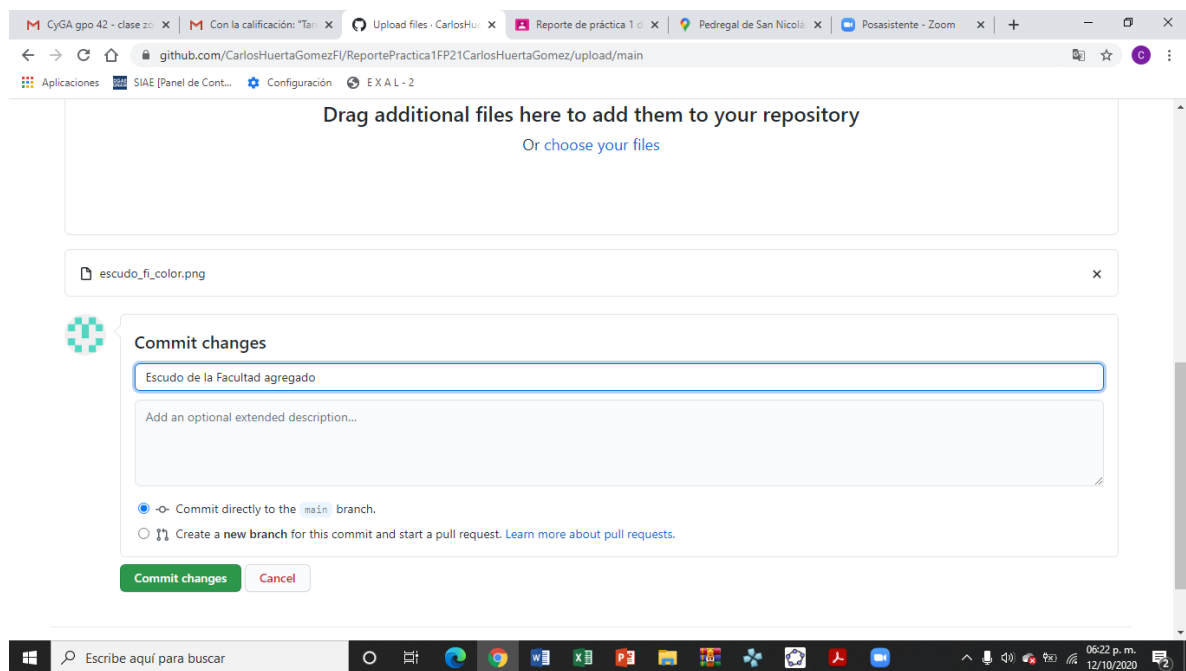 CyGA gpo 42 - clase zo
Con la calificación: "Tar
Upload files · CarlosHu
Reporte de práctica 1 d
Pedregal de San Nicolá
Posasistente - Zoom
github.com/CarlosHuertaGomezFI/ReportePractica1FP21CarlosHuertaGomez/upload/main
C
Aplicaciones
SIAE [Panel de Cont...
Configuración
E X A L - 2
Drag additional files here to add them to your repository
Or choose your files
escudo_fi_color.png
Commit changes
Escudo de la Facultad agregado
Add an optional extended description...
Commit directly to the main branch.
Create a new branch for this commit and start a pull request. Learn more about pull requests.
Commit changes
Cancel
Escribe aquí para buscar
06:22 p. m.
12/10/2020
2